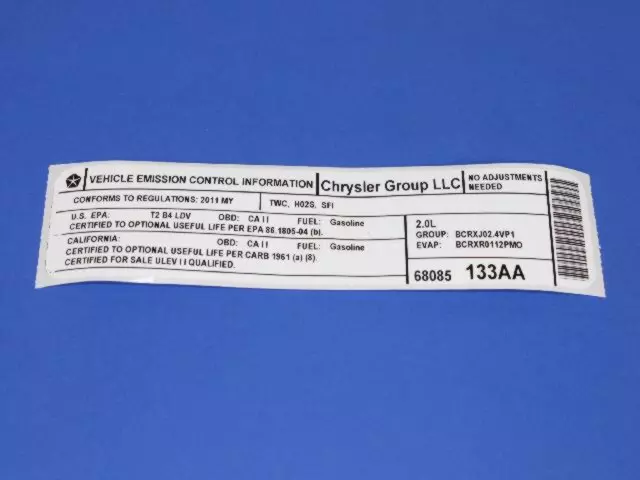 VEHICLE EMISSION CONTROL INFORMATION Chrysler Group LLC NO ADJUSTMENTS NEEDED
CONFORMS TO REGULATIONS: 2011 MY TWC, H02S, SFI
U.S. EPA: T2 B4 LDV OBD: CA II FUEL: Gasoline
CERTIFIED TO OPTIONAL USEFUL LIFE PER EPA 86.1805-04 (b).
CALIFORNIA: OBD: CA II FUEL: Gasoline
CERTIFIED TO OPTIONAL USEFUL LIFE PER CARB 1961 (a) (8).
CERTIFIED FOR SALE ULEV II QUALIFIED.
2.0L
GROUP: BCRXJ02.4VP1
EVAP: BCRXR0112PMO
68085 133AA